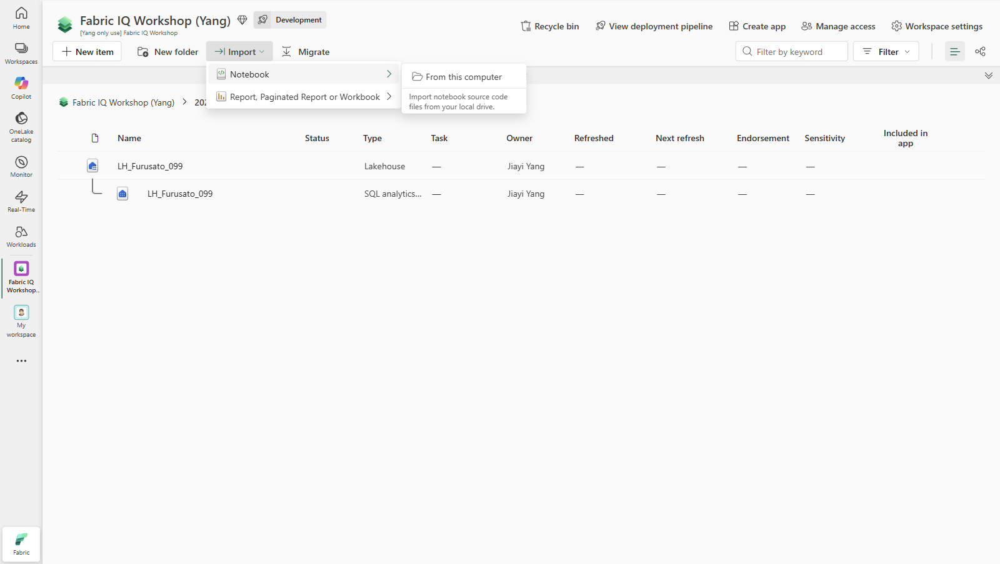 Home
Workspaces
Copilot
OneLake
catalog
Monitor
Real-Time
Workloads
Fabric IQ
Workshop...
My
workspace
Fabric
Fabric IQ Workshop (Yang)
Development
[Yang only use] Fabric IQ Workshop
Recycle bin
View deployment pipeline
Create app
Manage access
Workspace settings
New item
New folder
Import
Migrate
Filter by keyword
Filter
Notebook
Report, Paginated Report or Workbook
From this computer
Import notebook source code
files from your local drive.
Fabric IQ Workshop (Yang) > 202
Name Status Type Task Owner Refreshed Next refresh Endorsement Sensitivity Included in
app
LH_Furusato_099 Lakehouse — Jiayi Yang — — — —
LH_Furusato_099 SQL analytics... — Jiayi Yang — — — —